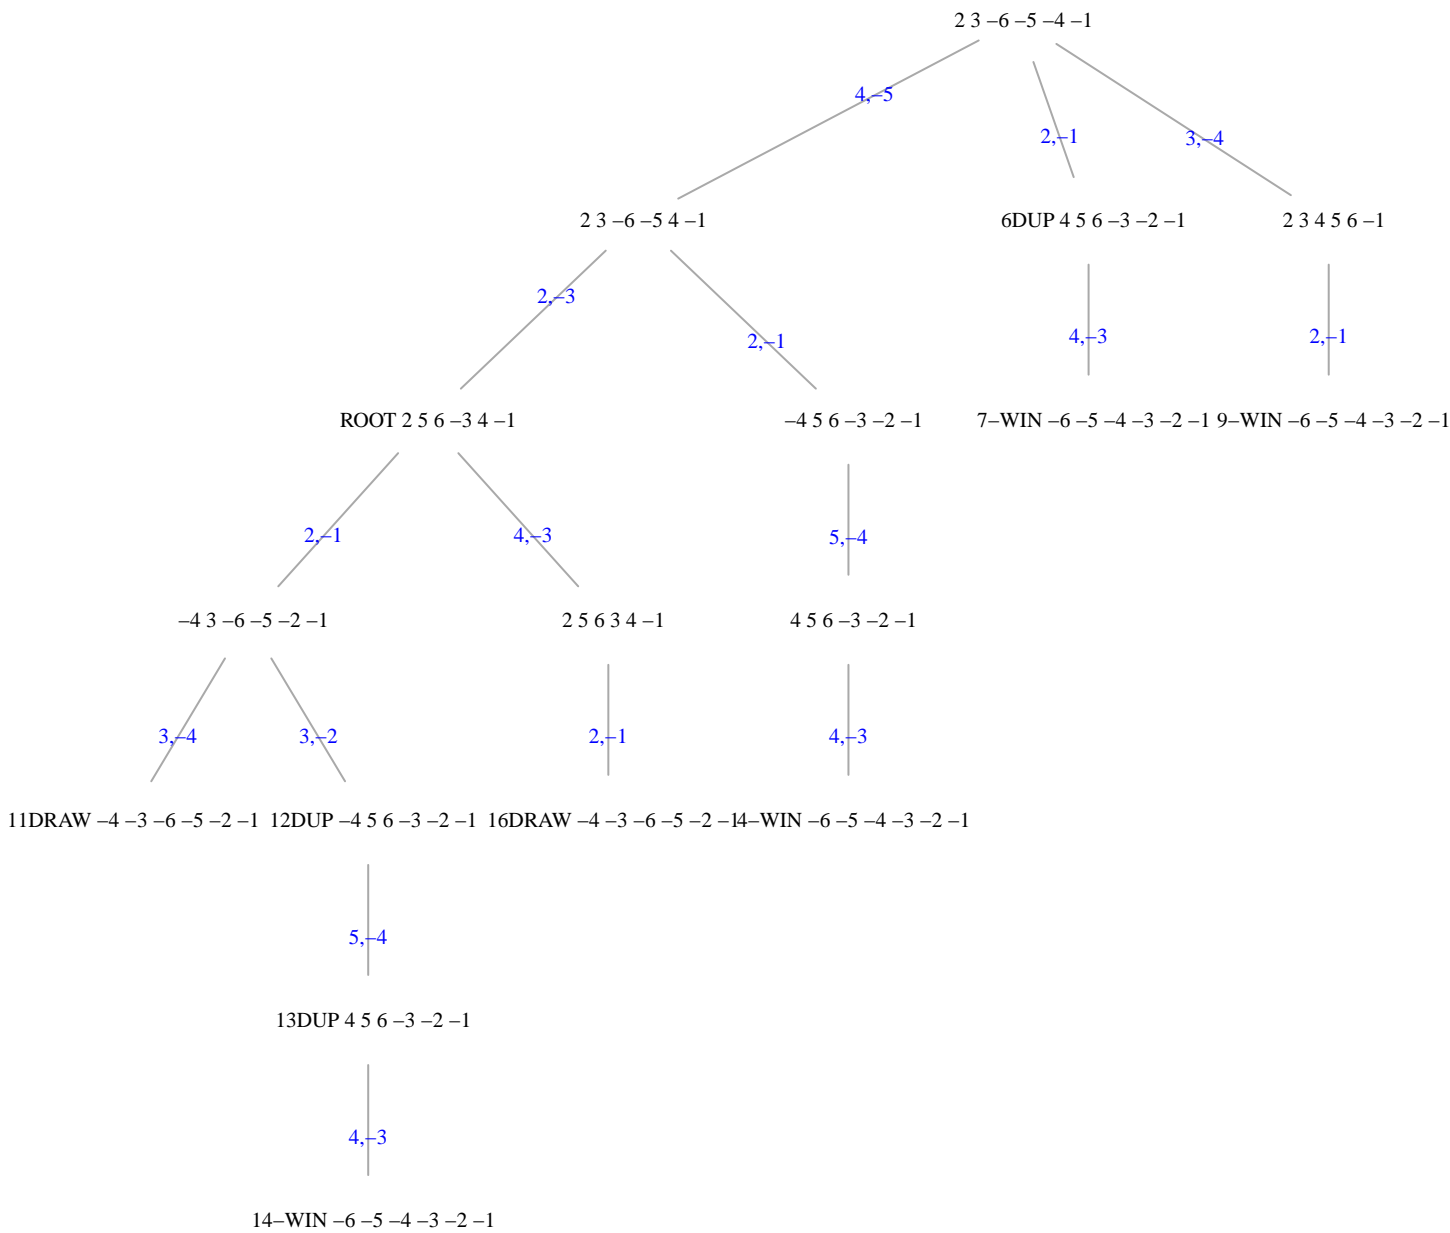 2 3 –6 –5 –4 –1
4,–5
2,–1
3,–4
2 3 –6 –5 4 –1
6DUP 4 5 6 –3 –2 –1
2 3 4 5 6 –1
2,–3
2,–1
4,–3
2,–1
ROOT 2 5 6 –3 4 –1
–4 5 6 –3 –2 –1
7–WIN –6 –5 –4 –3 –2 –1
9–WIN –6 –5 –4 –3 –2 –1
2,–1
4,–3
5,–4
–4 3 –6 –5 –2 –1
2 5 6 3 4 –1
4 5 6 –3 –2 –1
3,–4
3,–2
2,–1
4,–3
11DRAW –4 –3 –6 –5 –2 –1
12DUP –4 5 6 –3 –2 –1
16DRAW –4 –3 –6 –5 –2 –1
4–WIN –6 –5 –4 –3 –2 –1
5,–4
13DUP 4 5 6 –3 –2 –1
4,–3
14–WIN –6 –5 –4 –3 –2 –1